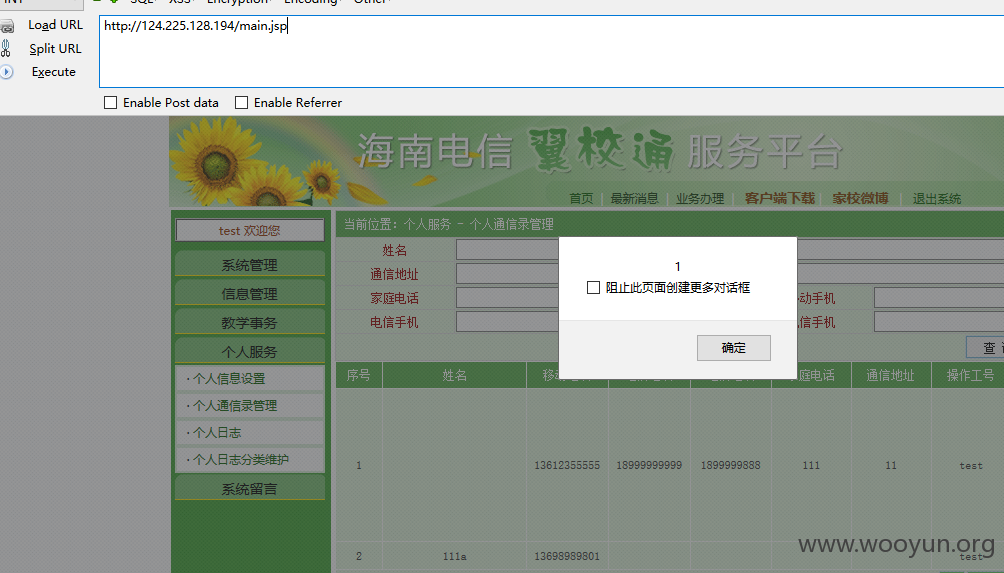 SQL XSS Encryption Encoding Other
Load URL
http://124.225.128.194/main.jsp
Split URL
Execute
Enable Post data Enable Referrer
海南电信 翼校通 服务平台
首页 | 最新消息 | 业务办理 | 客户端下载 | 家校微博 | 退出系统
test 欢迎您
系统管理
信息管理
教学事务
个人服务
·个人信息设置
·个人通信录管理
·个人日志
·个人日志分类维护
系统留言
当前位置：个人服务 - 个人通信录管理
姓名
通信地址
家庭电话 动手机
电信手机 信手机
查
1
阻止此页面创建更多对话框
确定
序号 姓名 移动 庭电话 通信地址 操作工号
1 13612355555 18999999999 1899999888 111 11 test
2 111a 13698989801 test
www.wooyun.org